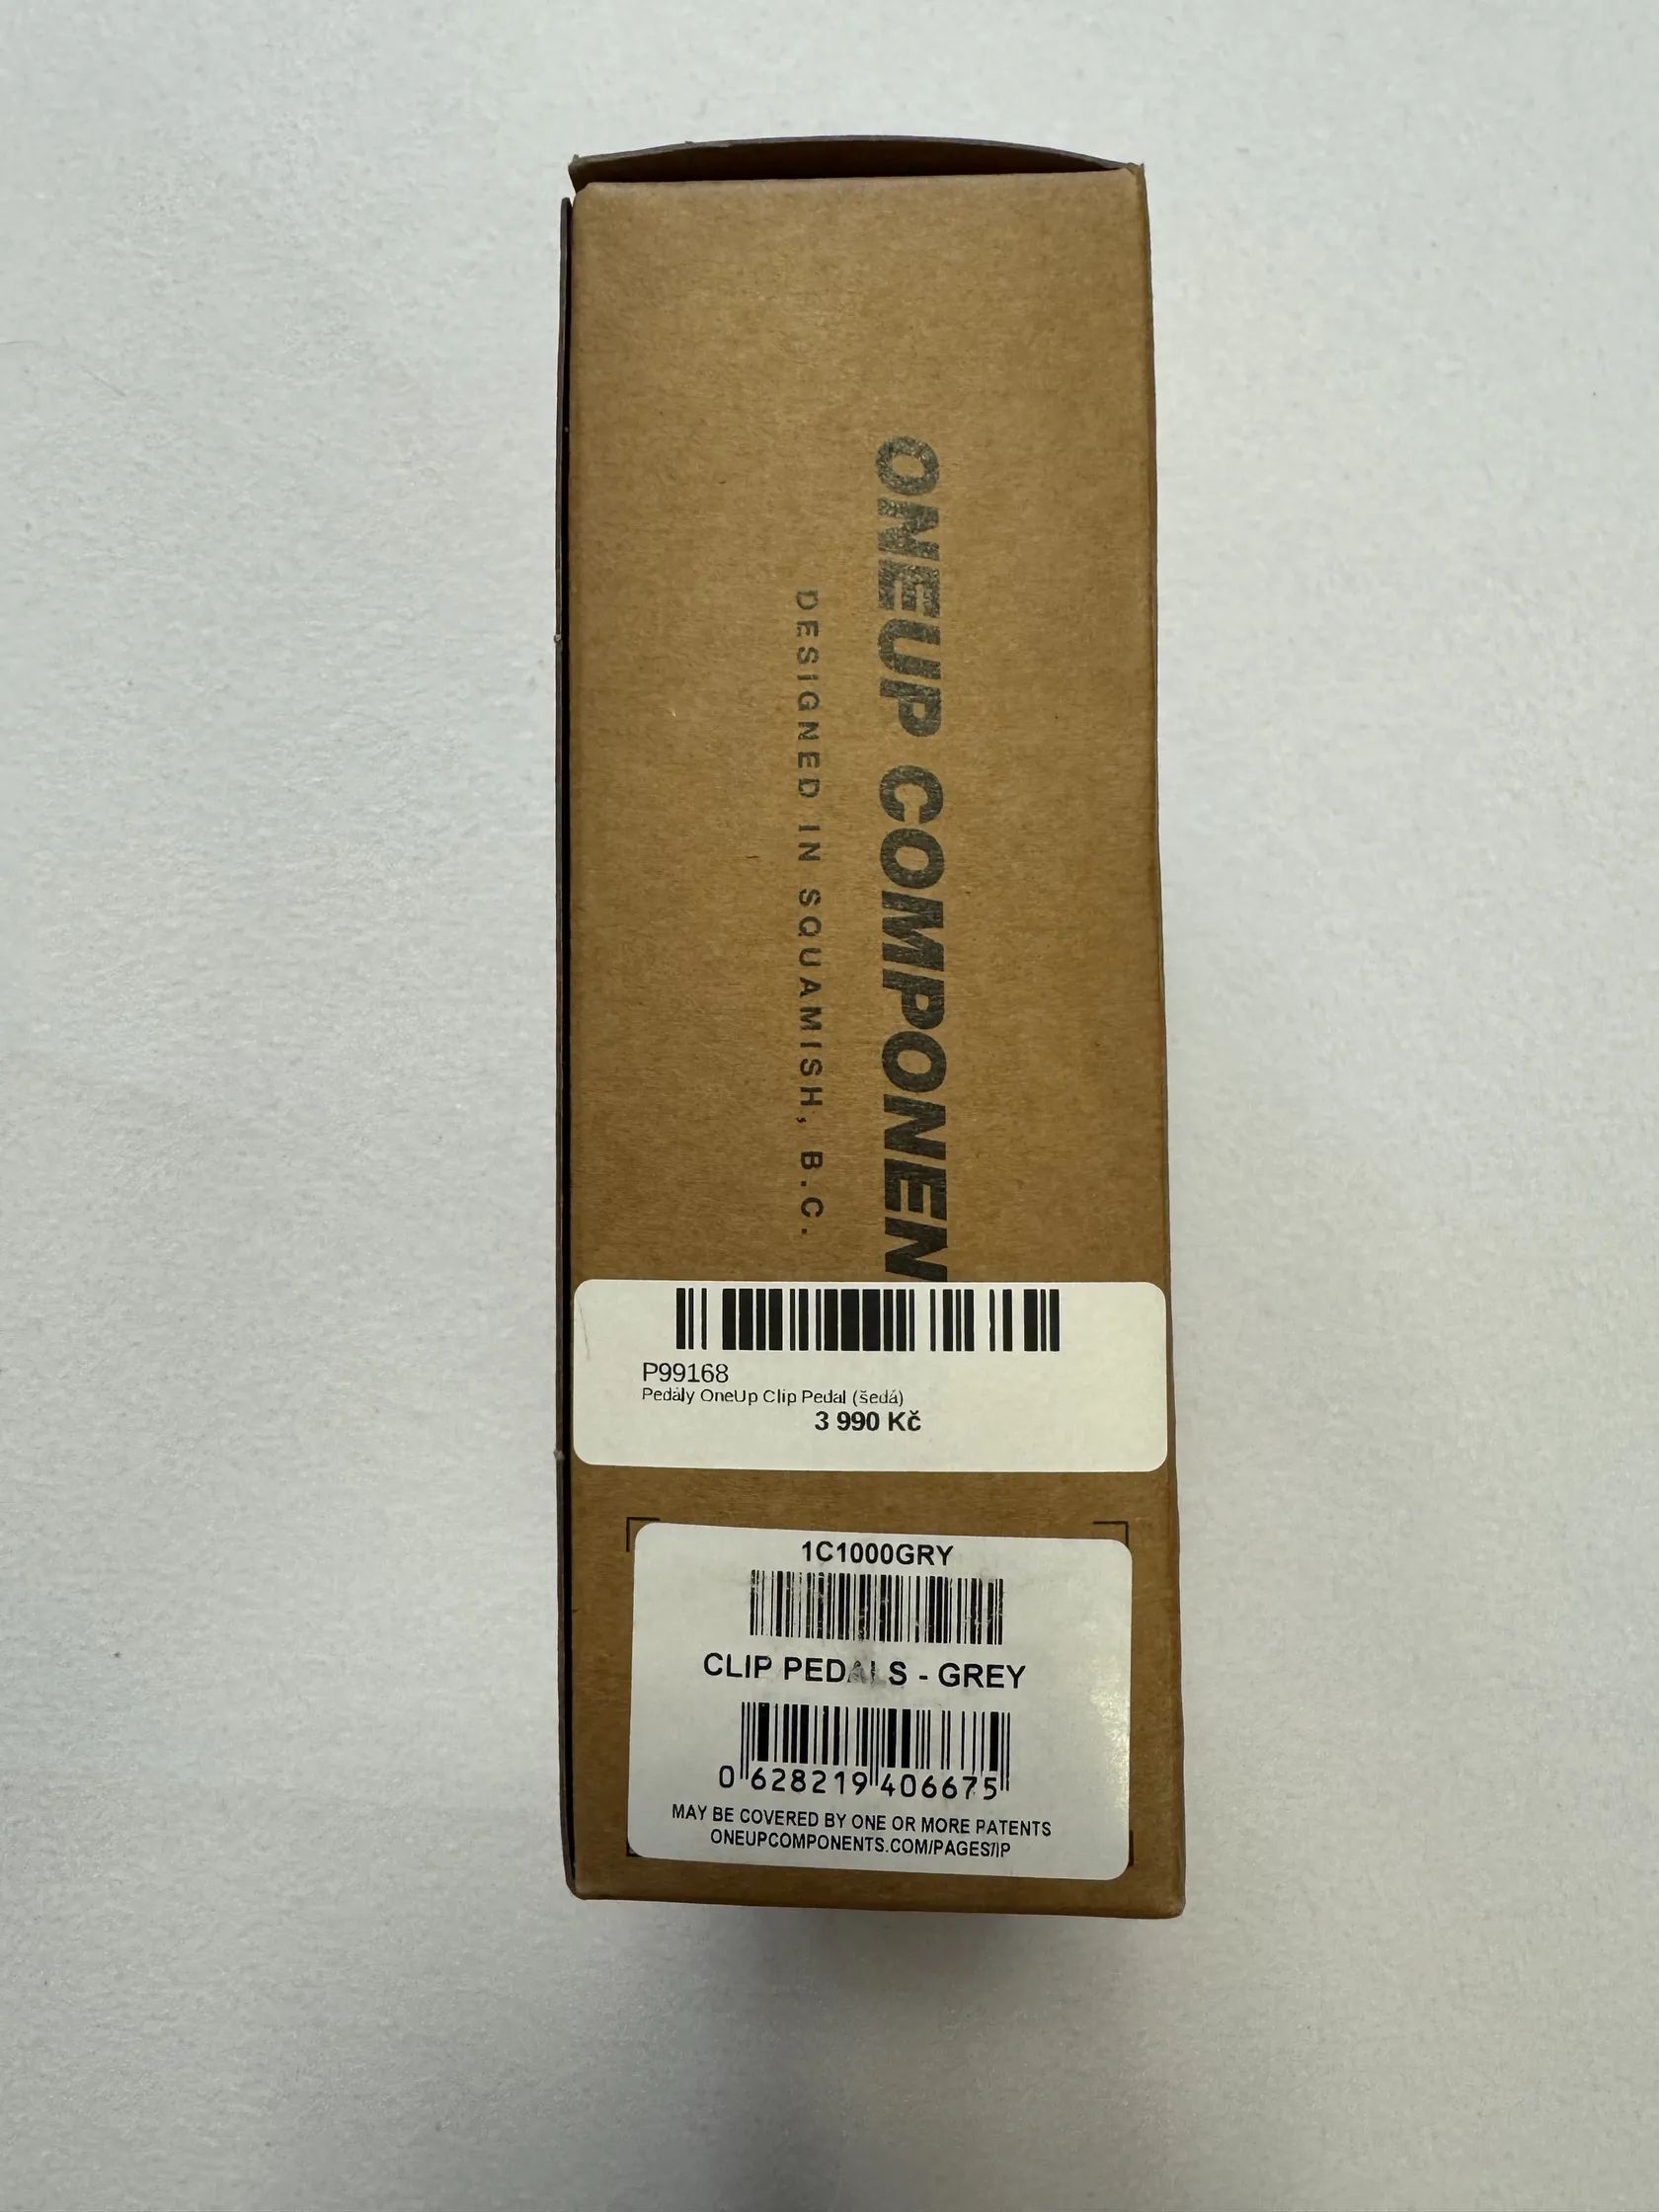 ONEUP COMPONEN
DESIGNED IN SQUAMISH, B.C.
P99168
Pedály OneUp Clip Pedal (šedá)
3 990 Kč
1C1000GRY
CLIP PEDALS - GREY
0 628219 406675
MAY BE COVERED BY ONE OR MORE PATENTS
ONEUPCOMPONENTS.COM/PAGES/IP